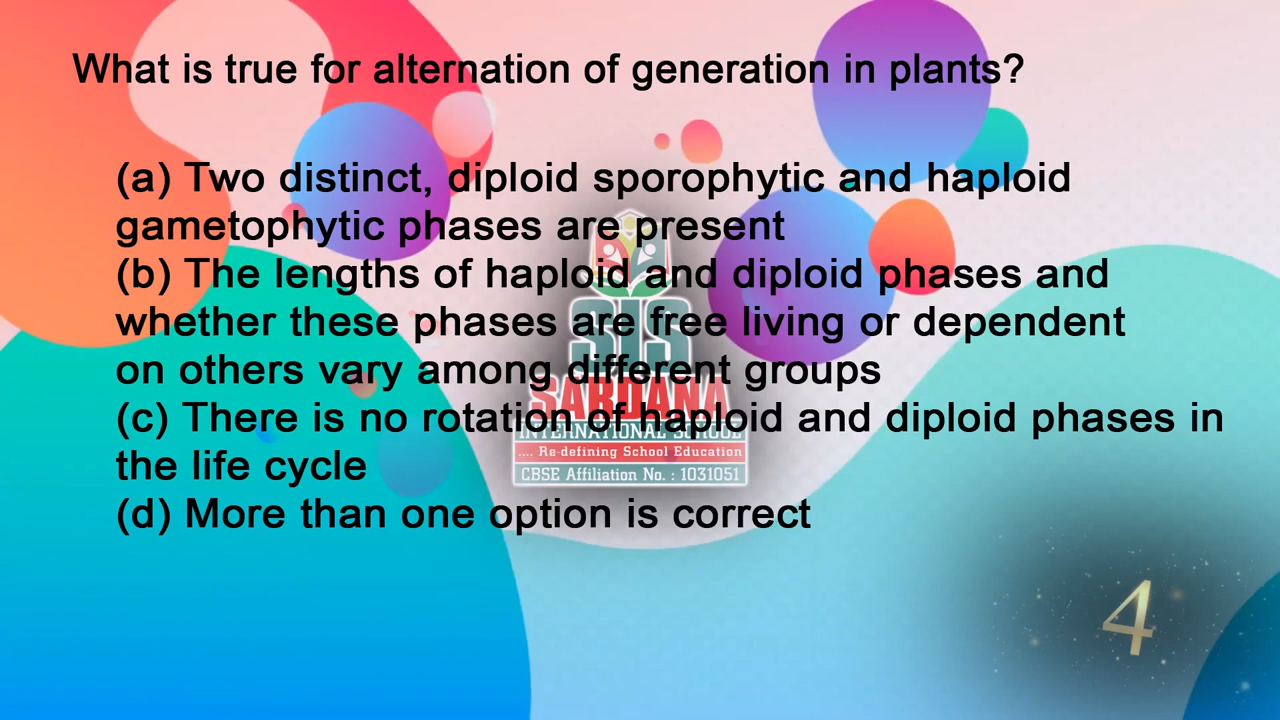 What is true for alternation of generation in plants?
(a) Two distinct, diploid sporophytic and haploid
gametophytic phases are present
(b) The lengths of haploid and diploid phases and
whether these phases are free living or dependent
on others vary among different groups
(c) There is no rotation of haploid and diploid phases in
the life cycle
(d) More than one option is correct
SIS
SARDANA
INTERNATIONAL SCHOOL
.... Re-defining School Education
CBSE Affiliation No. : 1031051
4